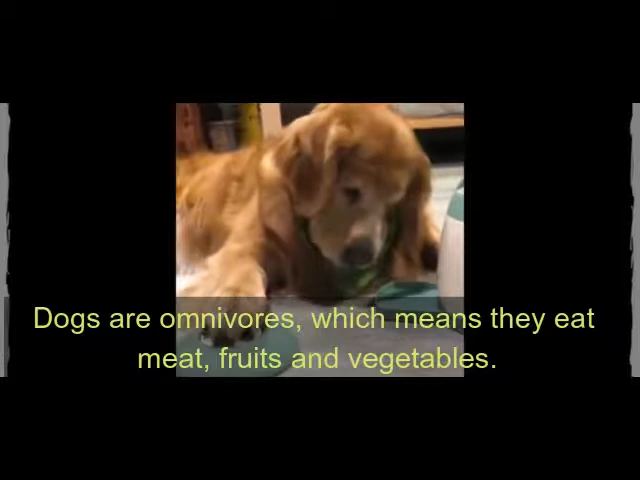 Dogs are omnivores, which means they eat
meat, fruits and vegetables.